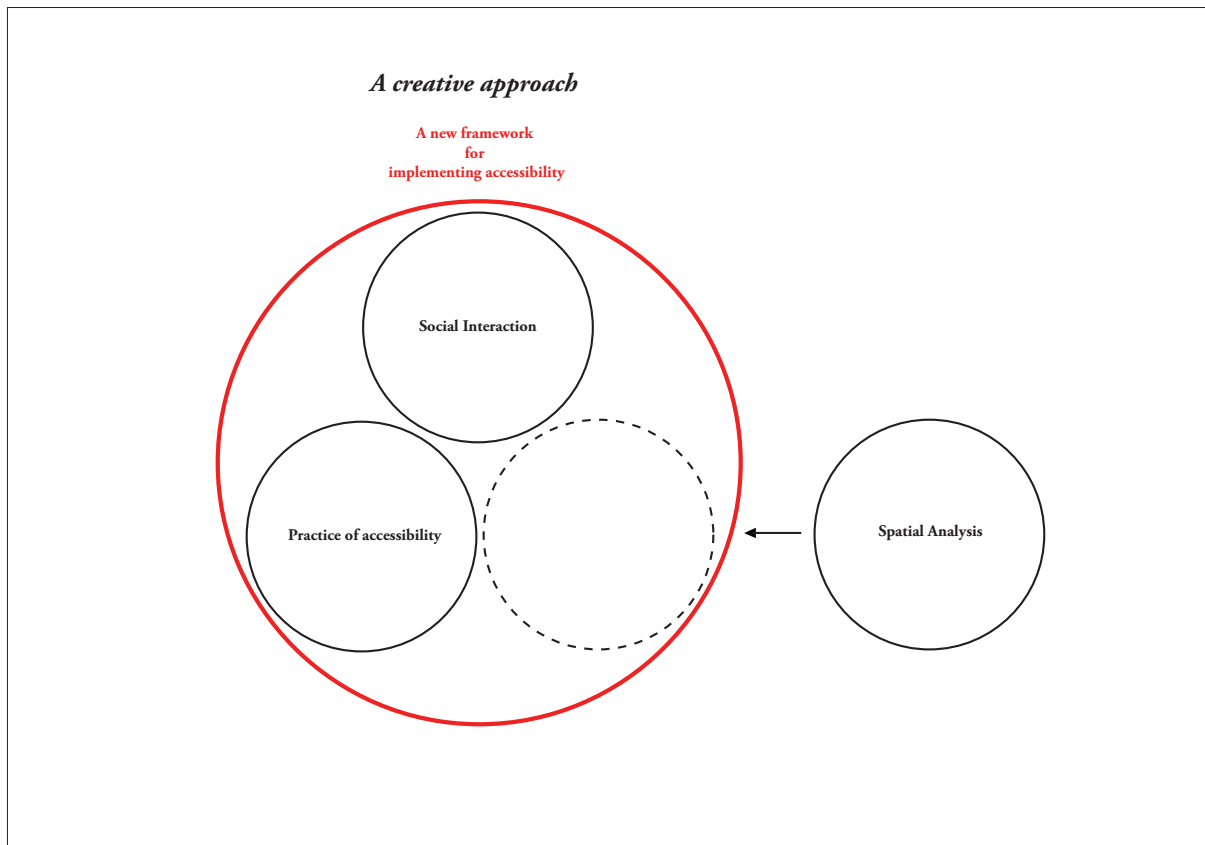 A creative approach
A new framework
for
implementing accessibility
Social Interaction
Practice of accessibility
Spatial Analysis